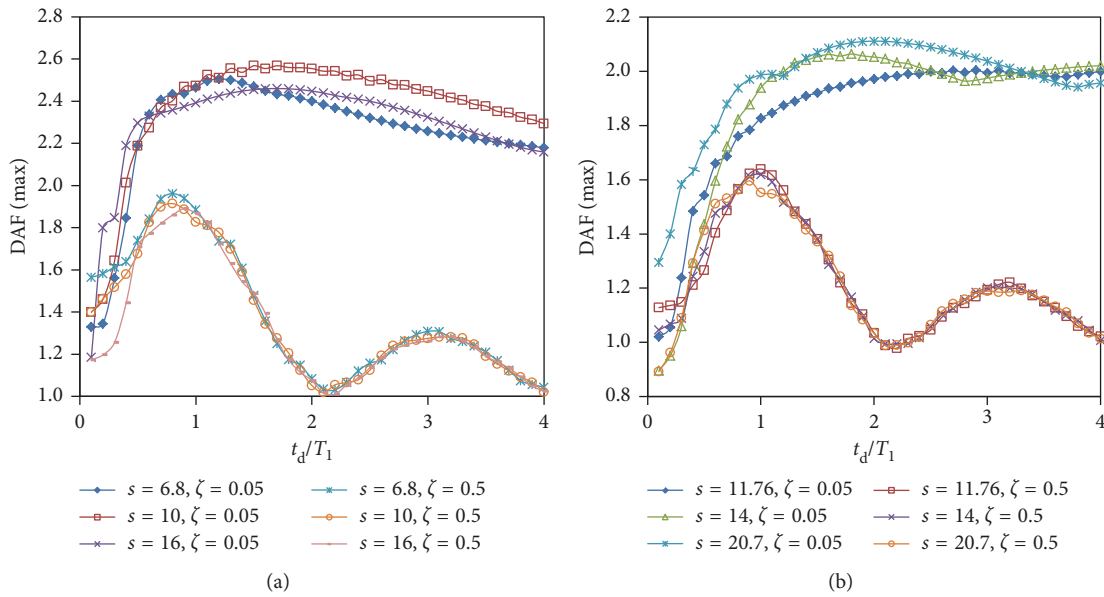 DAF (max)
2.8
2.6
2.4
2.2
2.0
1.8
1.6
1.4
1.2
1.0
0 1 2 3 4
t_d/T_1
s = 6.8, ζ = 0.05
s = 10, ζ = 0.05
s = 16, ζ = 0.05
s = 6.8, ζ = 0.5
s = 10, ζ = 0.5
s = 16, ζ = 0.5
(a)
DAF (max)
2.2
2.0
1.8
1.6
1.4
1.2
1.0
0.8
0 1 2 3 4
t_d/T_1
s = 11.76, ζ = 0.05
s = 14, ζ = 0.05
s = 20.7, ζ = 0.05
s = 11.76, ζ = 0.5
s = 14, ζ = 0.5
s = 20.7, ζ = 0.5
(b)